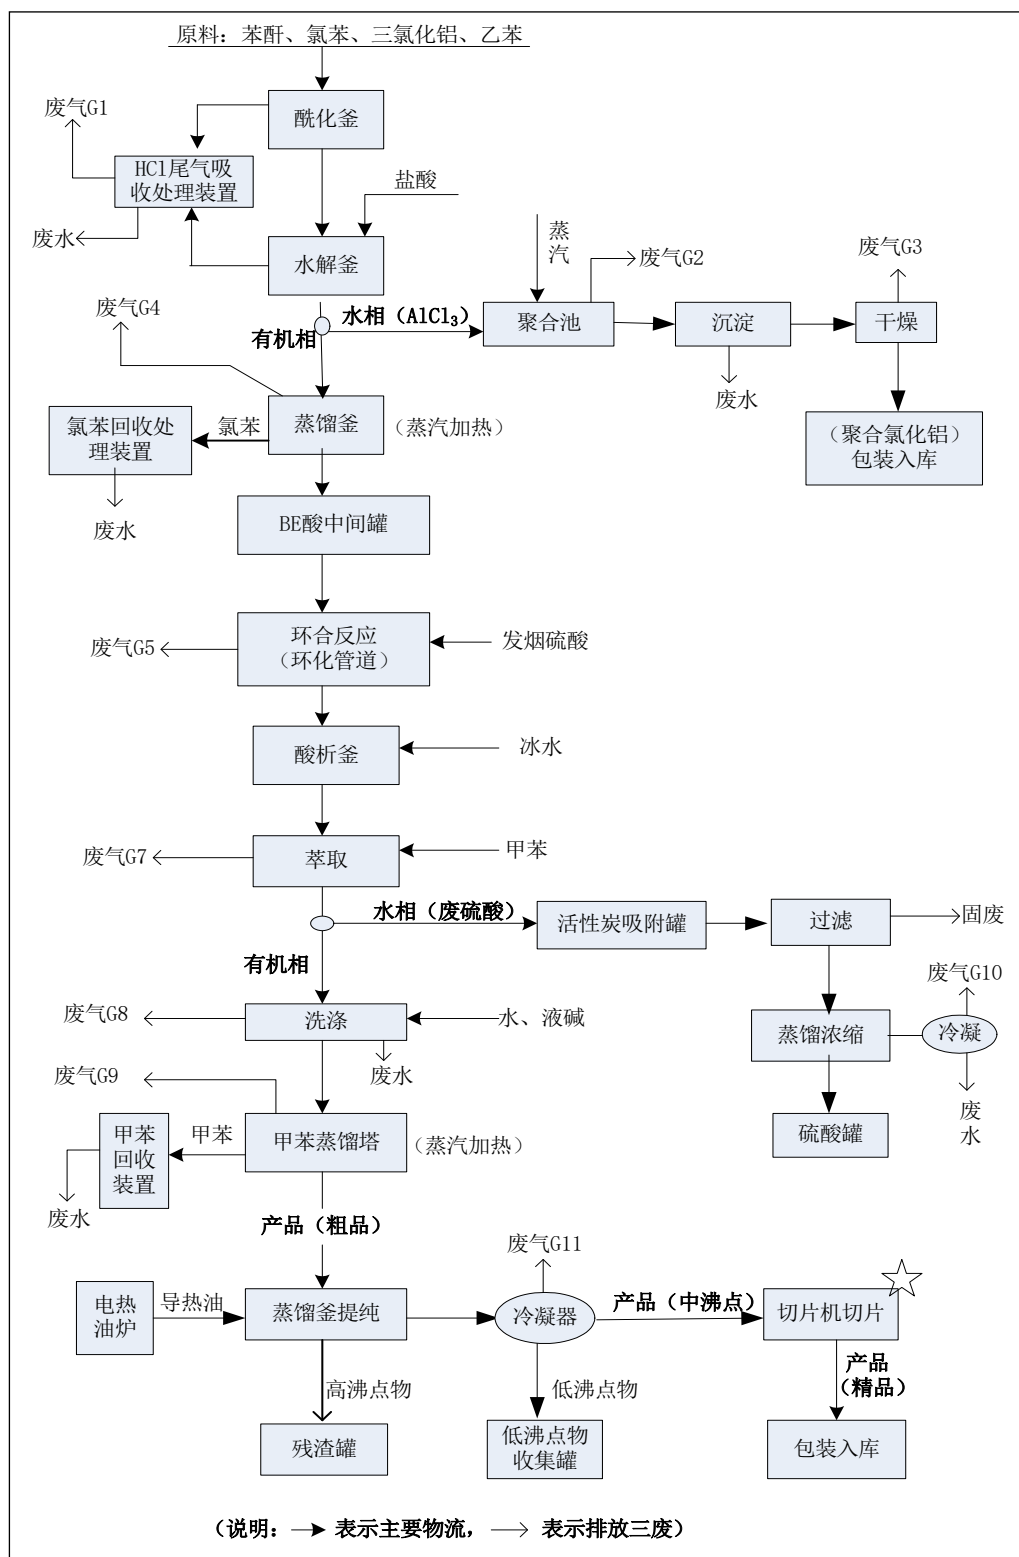 原料：苯酐、氯苯、三氯化铝、乙苯
废气G1
酰化釜
HCl尾气吸
收处理装置
盐酸
废水
水解釜
蒸
汽
废气G2
废气G3
废气G4
水相（AlCl₃）
有机相
聚合池
沉淀
干燥
废水
氯苯回收处
理装置
氯苯
蒸馏釜
（蒸汽加热）
（聚合氯化铝）
包装入库
废水
BE酸中间罐
废气G5
环合反应
（环化管道）
发烟硫酸
酸析釜
冰水
废气G7
萃取
甲苯
水相（废硫酸）
活性炭吸附罐
过滤
固废
有机相
废气G10
废气G8
洗涤
水、液碱
蒸馏浓缩
冷凝
废水
废气G9
废
水
甲苯
回收
装置
甲苯
甲苯蒸馏塔
（蒸汽加热）
硫酸罐
废水
产品（粗品）
废气G11
电热
油炉
导热油
蒸馏釜提纯
冷凝器
产品（中沸点）
切片机切片
产品
（精品）
高沸点物
低沸点物
残渣罐
低沸点物
收集罐
包装入库
（说明： 表示主要物流， 表示排放三废）